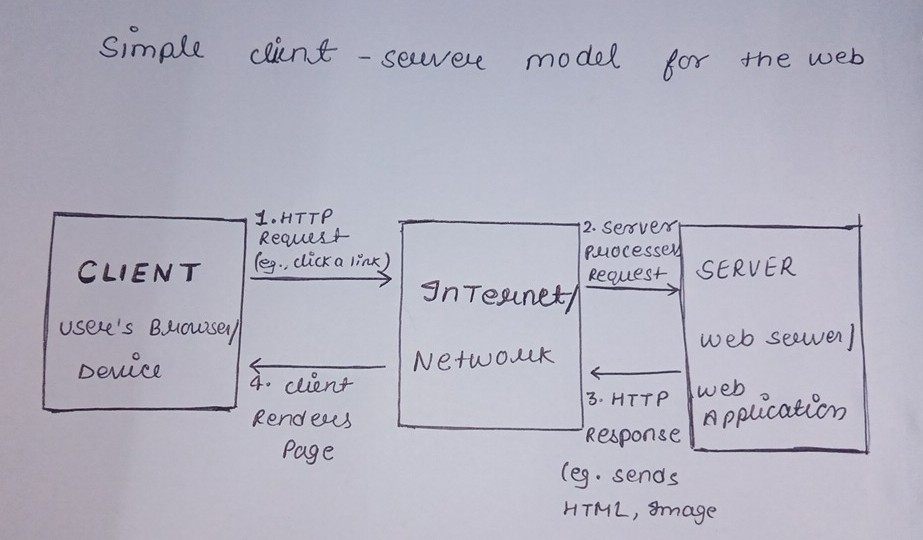 Simple client - server model for the web
1. HTTP
Request
(eg., click a link)
CLIENT
User's Browser/
Device
4. client
Renders
Page
Internet/
Network
2. Server
processes
request
3. HTTP
Response
(eg. sends
HTML, Image
SERVER
web server/
web
Application